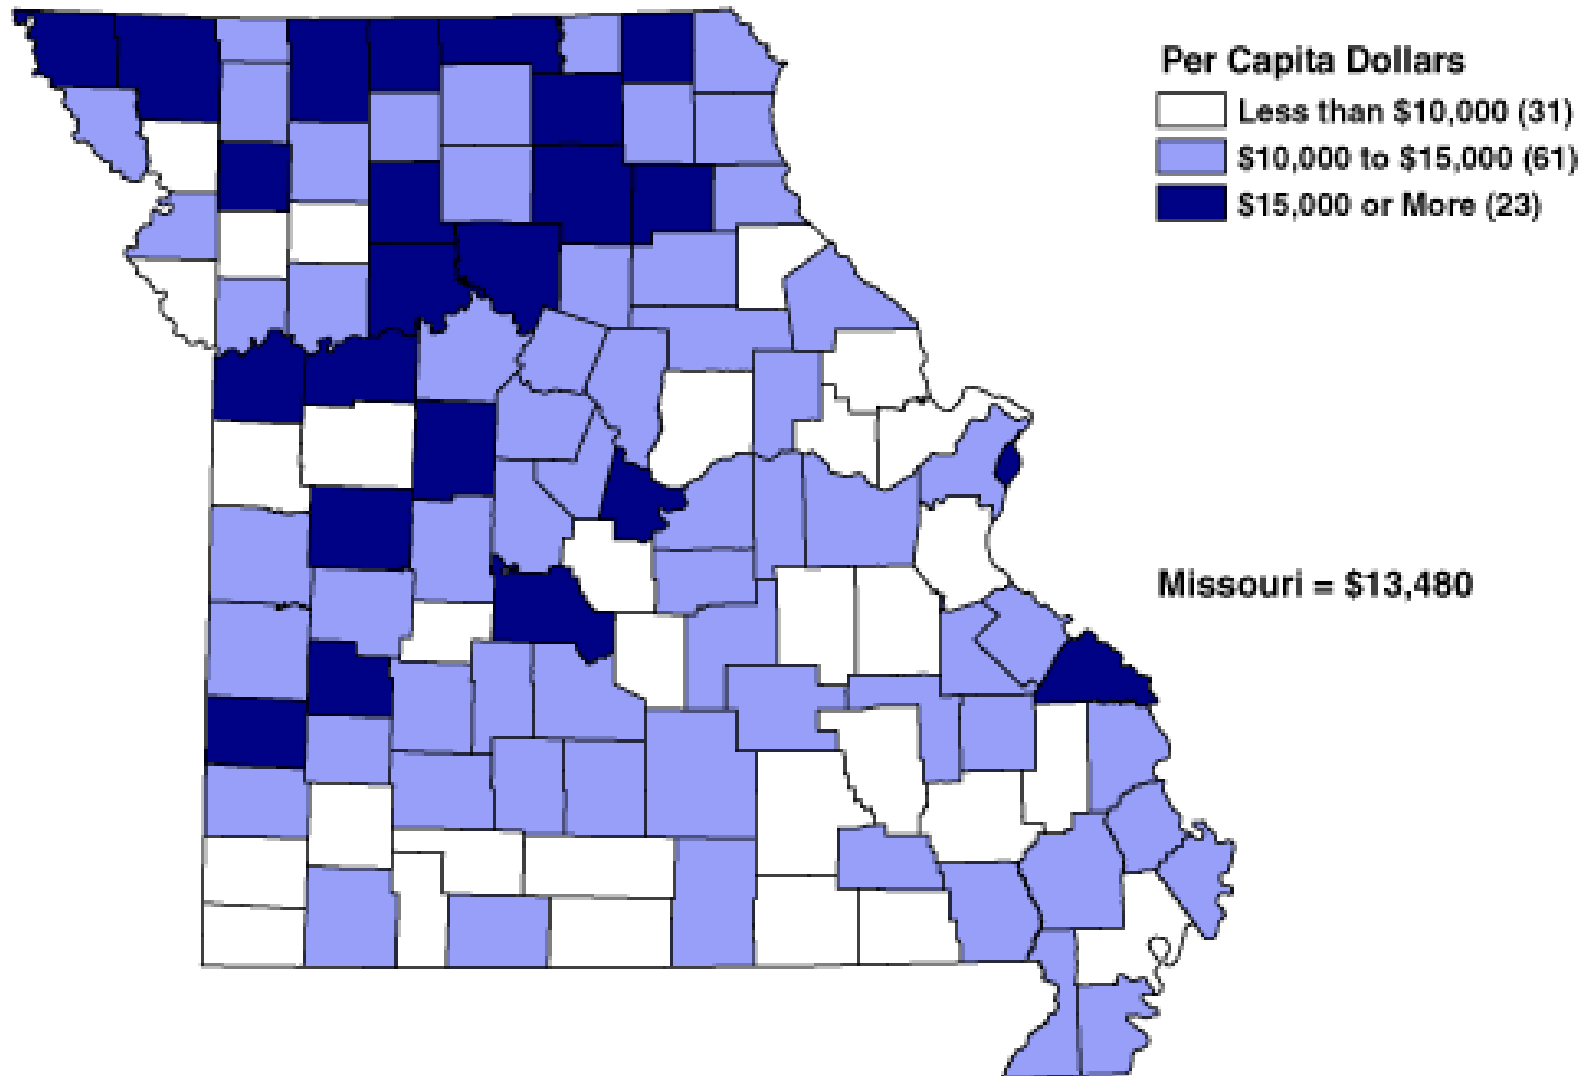 Per Capita Dollars
Less than $10,000 (31)
$10,000 to $15,000 (61)
$15,000 or More (23)
Missouri = $13,480